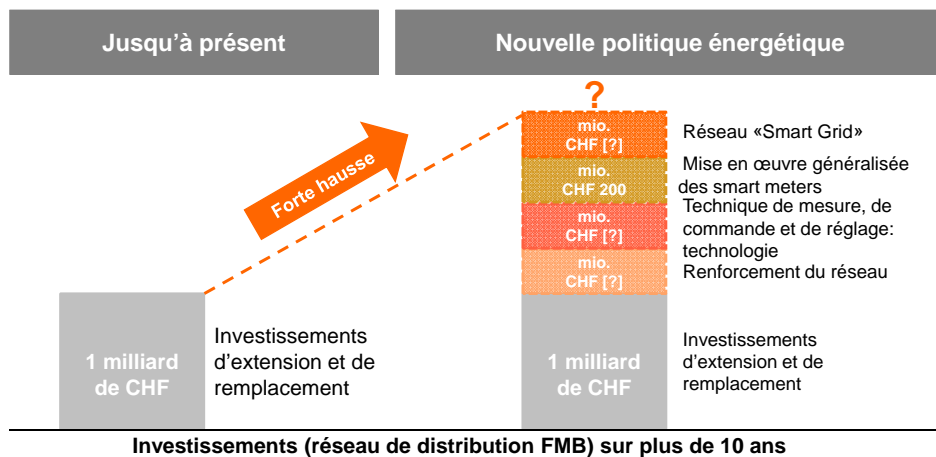 Jusqu'à présent
Nouvelle politique énergétique
?
Forte hausse
mio.
CHF [?]
Réseau «Smart Grid»
mio.
CHF 200
Mise en œuvre généralisée
des smart meters
mio.
CHF [?]
Technique de mesure, de
commande et de réglage:
technologie
mio.
CHF [?]
Renforcement du réseau
1 milliard
de CHF
Investissements
d’extension et de
remplacement
1 milliard
de CHF
Investissements
d’extension et de
remplacement
Investissements (réseau de distribution FMB) sur plus de 10 ans